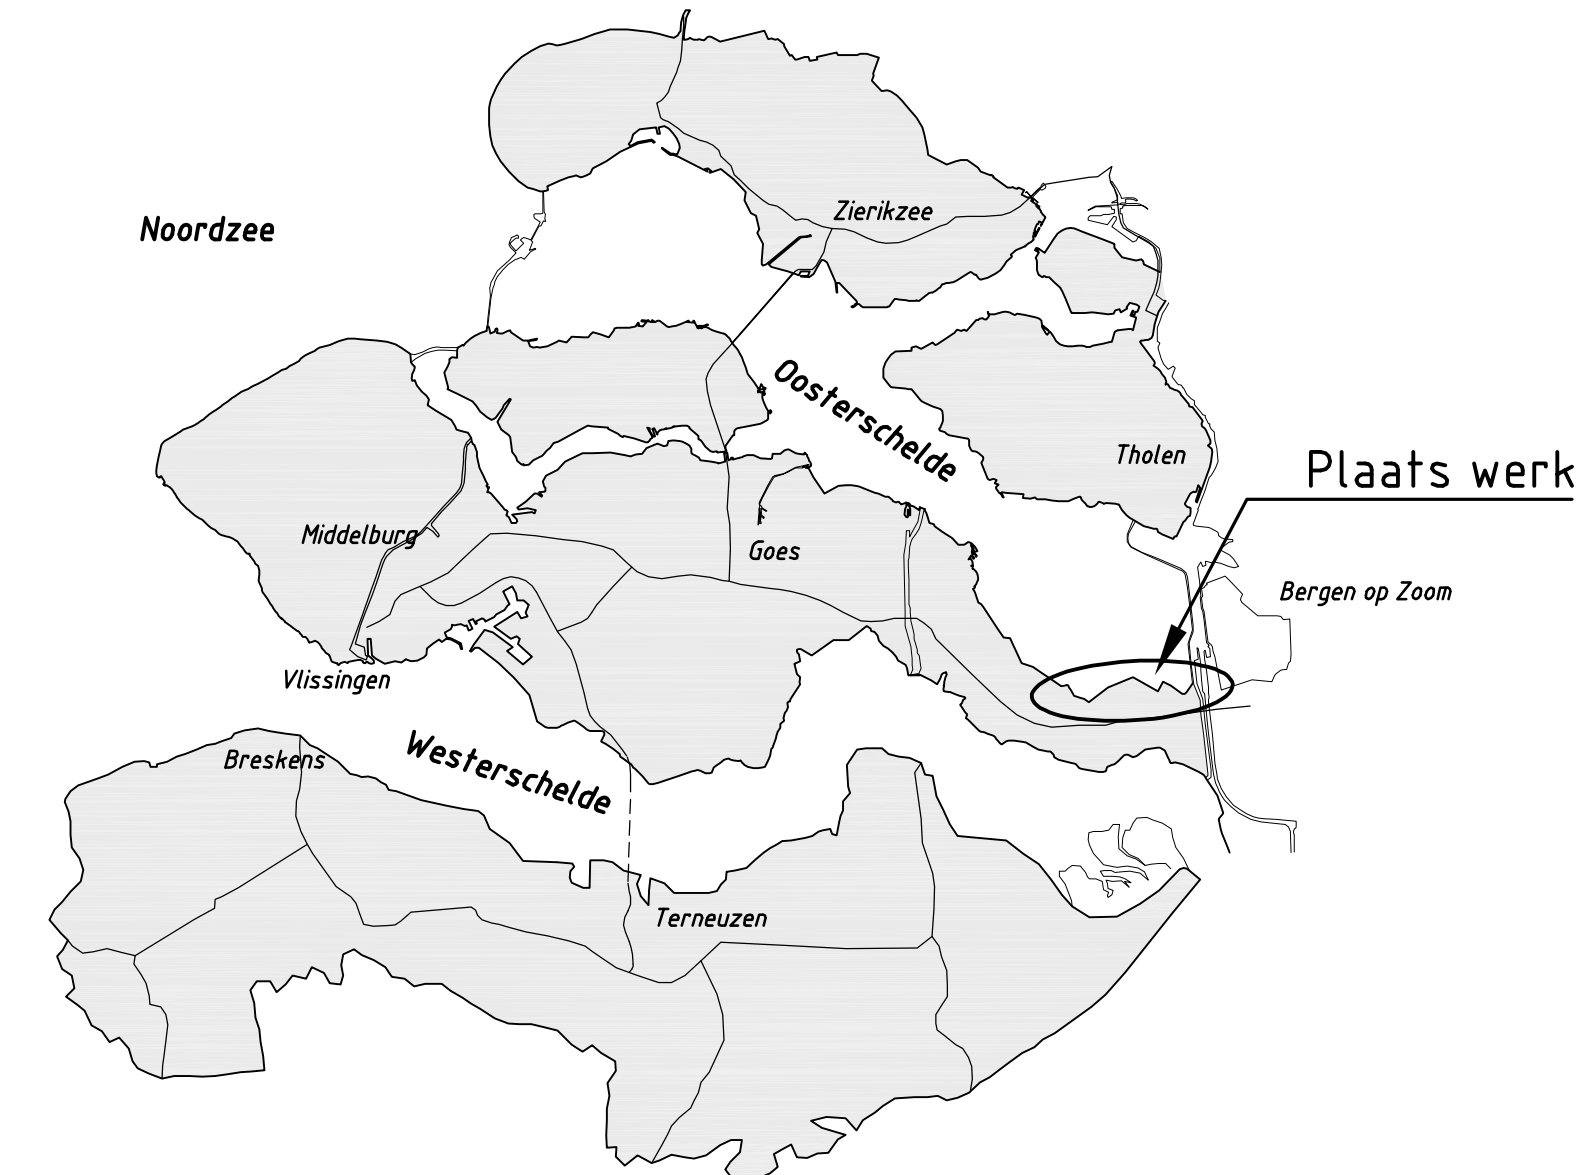 Noordzee
Zierikzee
Oosterschelde
Tholen
Plaats werk
Middelburg
Goes
Bergen op Zoom
Vlissingen
Westerschelde
Breskens
Terneuzen